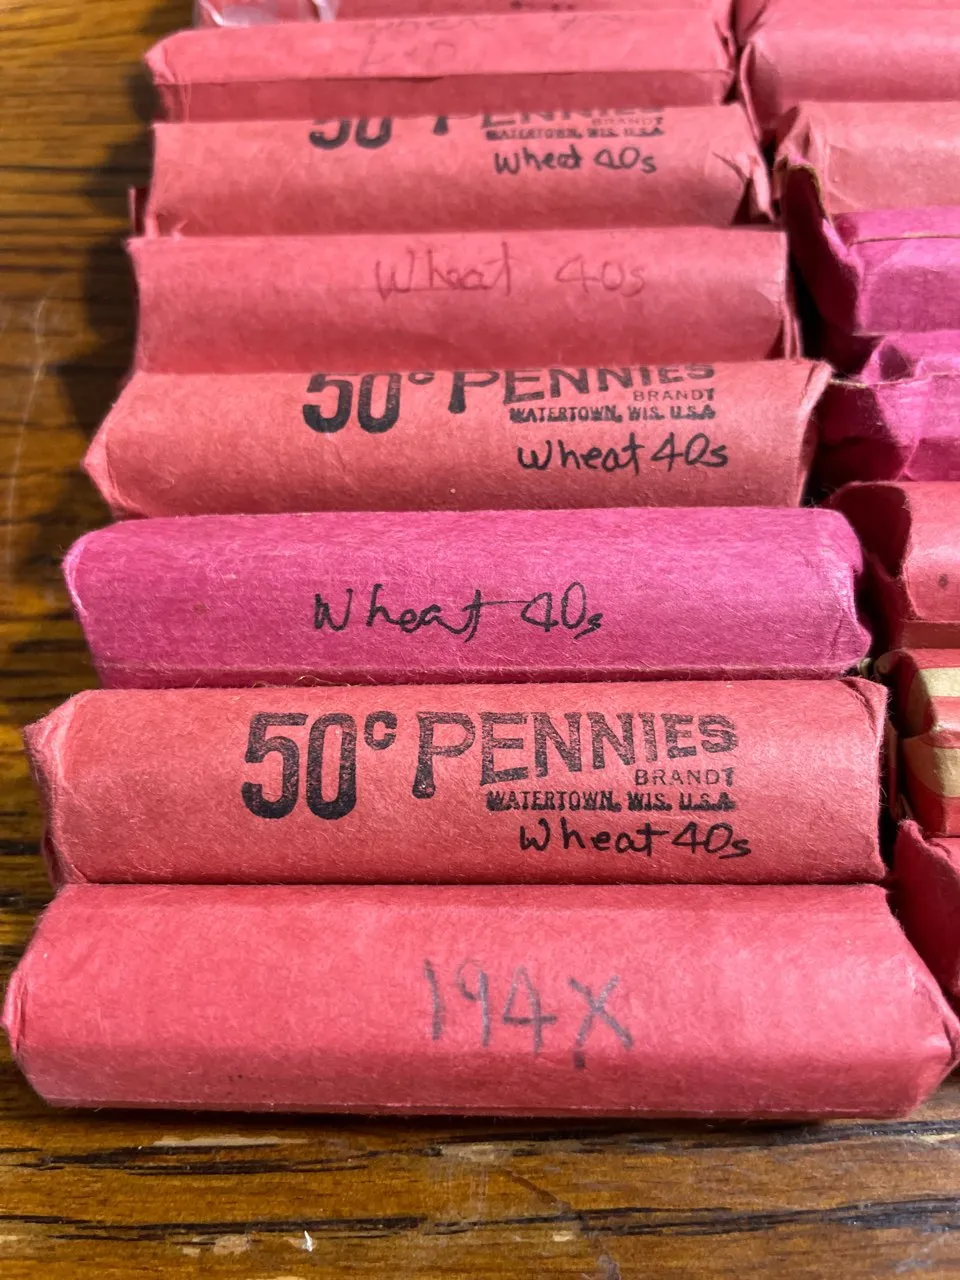 50¢ PENNIES
BRANDT
WATERTOWN, WIS. U.S.A
Wheat 40s
Wheat 40s
50¢ PENNIES
BRANDT
WATERTOWN, WIS. U.S.A
Wheat 40s
Wheat 40s
50¢ PENNIES
BRANDT
WATERTOWN, WIS. U.S.A
Wheat 40s
194X